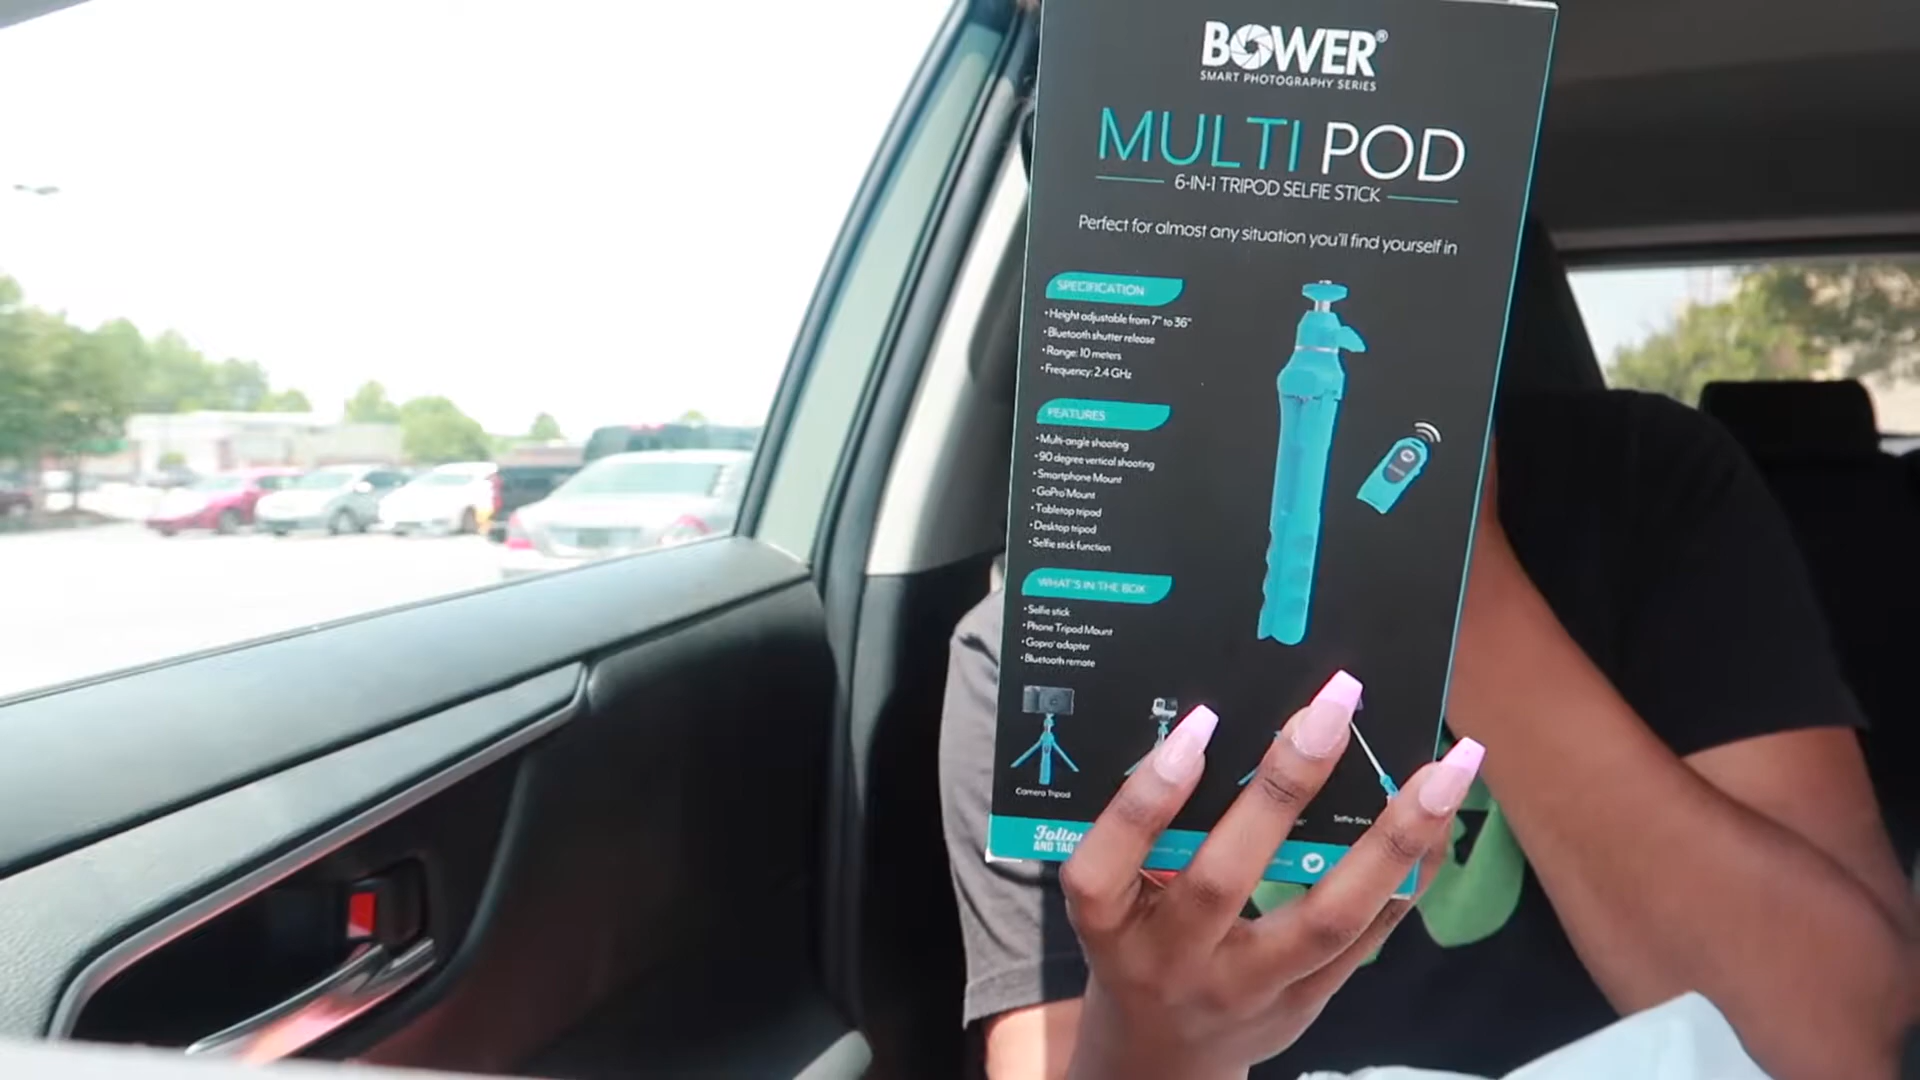 BOWER®
SMART PHOTOGRAPHY SERIES
MULTI POD
6-IN-1 TRIPOD SELFIE STICK
Perfect for almost any situation you'll find yourself in
SPECIFICATION
• Height adjustable from 7" to 36"
• Bluetooth shutter release
• Range: 10 meters
• Frequency: 2.4 GHz
FEATURES
• Multi-angle shooting
• 90 degree vertical shooting
• Smartphone Mount
• GoPro Mount
• Tabletop tripod
• Desktop tripod
• Selfie stick function
WHAT'S IN THE BOX
• Selfie stick
• Phone Tripod Mount
• Gopro adapter
• Bluetooth remote
Camera Tripod
Selfie-Stick
Follow
AND TAG